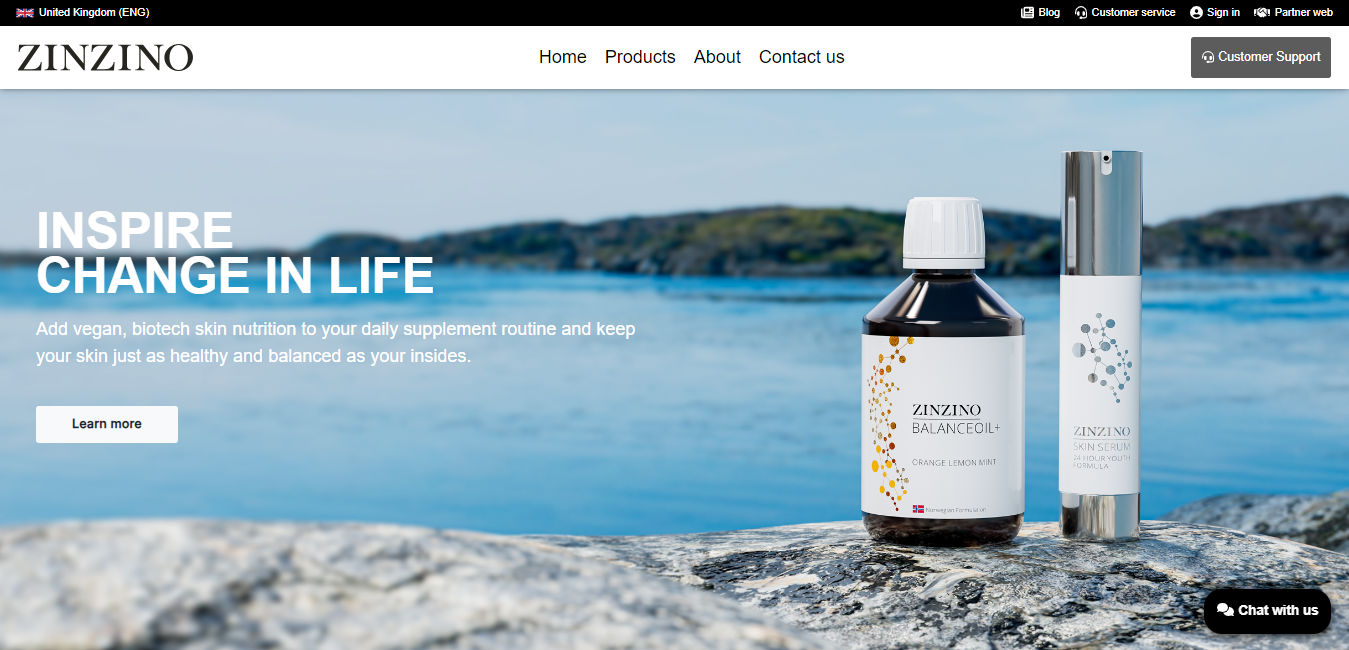 United Kingdom (ENG)
Blog
Customer service
Sign in
Partner web
ZINZINO
Home
Products
About
Contact us
Customer Support
INSPIRE
CHANGE IN LIFE
Add vegan, biotech skin nutrition to your daily supplement routine and keep
your skin just as healthy and balanced as your insides.
Learn more
ZINZINO
BALANCEOIL+
ORANGE LEMON MINT
Norwegian Formulation
ZINZINO
SKIN SERUM
24 HOUR YOUTH
FORMULA
Chat with us